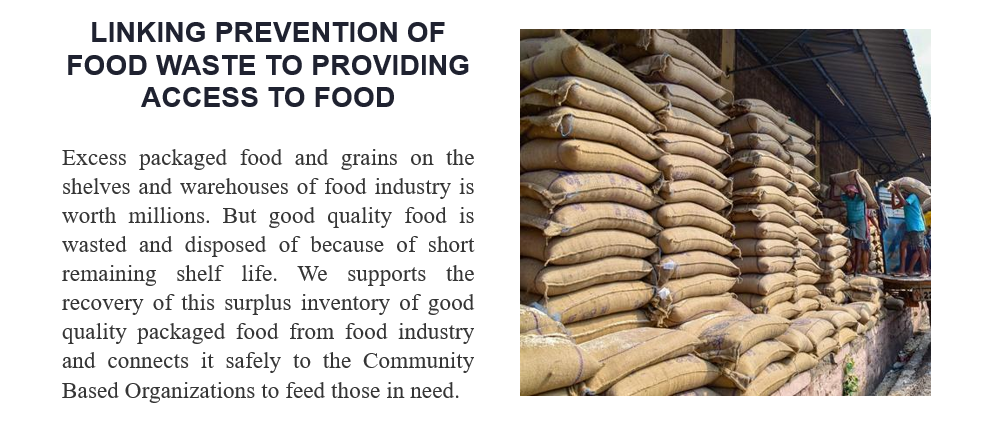 LINKING PREVENTION OF
FOOD WASTE TO PROVIDING
ACCESS TO FOOD
Excess packaged food and grains on the
shelves and warehouses of food industry is
worth millions. But good quality food is
wasted and disposed of because of short
remaining shelf life. We supports the
recovery of this surplus inventory of good
quality packaged food from food industry
and connects it safely to the Community
Based Organizations to feed those in need.